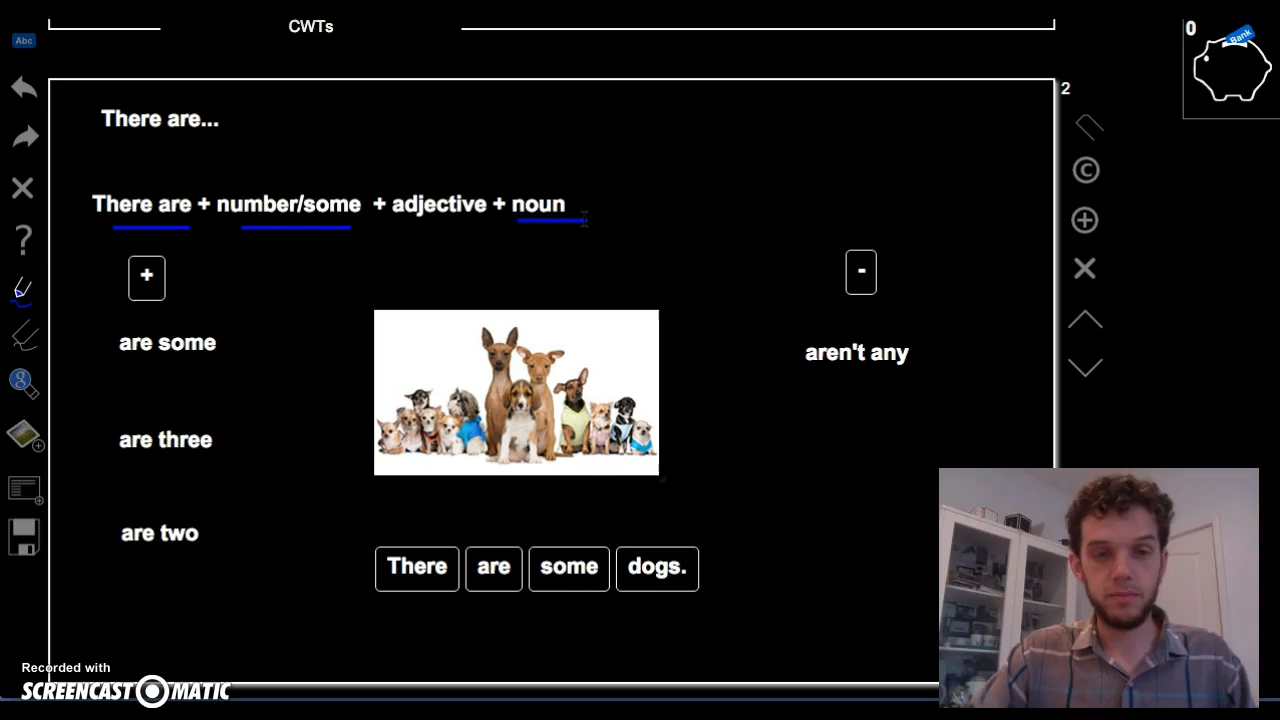 CWTs
Abc
0
Bank
2
There are...
There are + number/some + adjective + noun
+
-
are some
aren't any
are three
are two
There are some dogs.
Recorded with
SCREENCAST MATIC